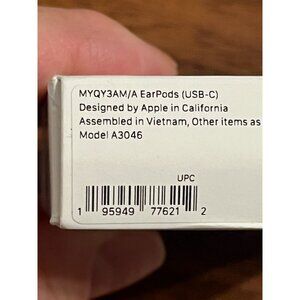 MYQY3AM/A EarPods (USB-C)
Designed by Apple in California
Assembled in Vietnam, Other items as
Model A3046
UPC
1 95949 77621 2